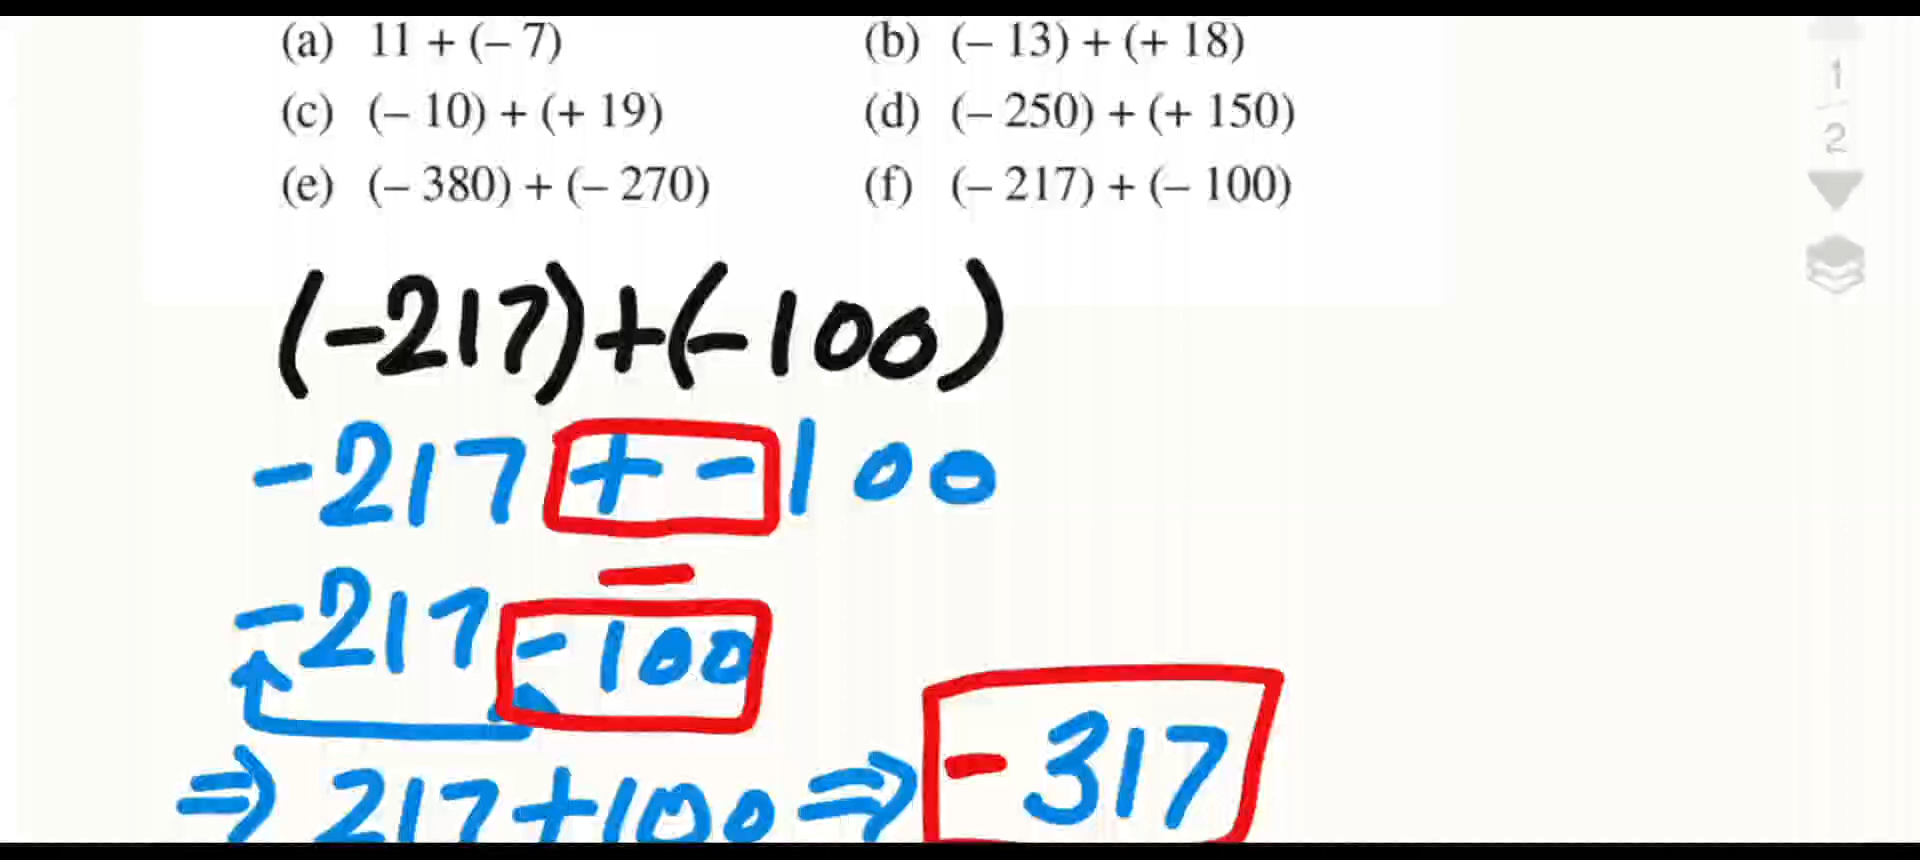 (a) 11 + (– 7) (b) (– 13) + (+ 18)
(c) (– 10) + (+ 19) (d) (– 250) + (+ 150)
(e) (– 380) + (– 270) (f) (– 217) + (– 100)
(-217)+(-100)
-217 + -100
–
-217 -100
⇒ 217+100 ⇒ -317
1
2